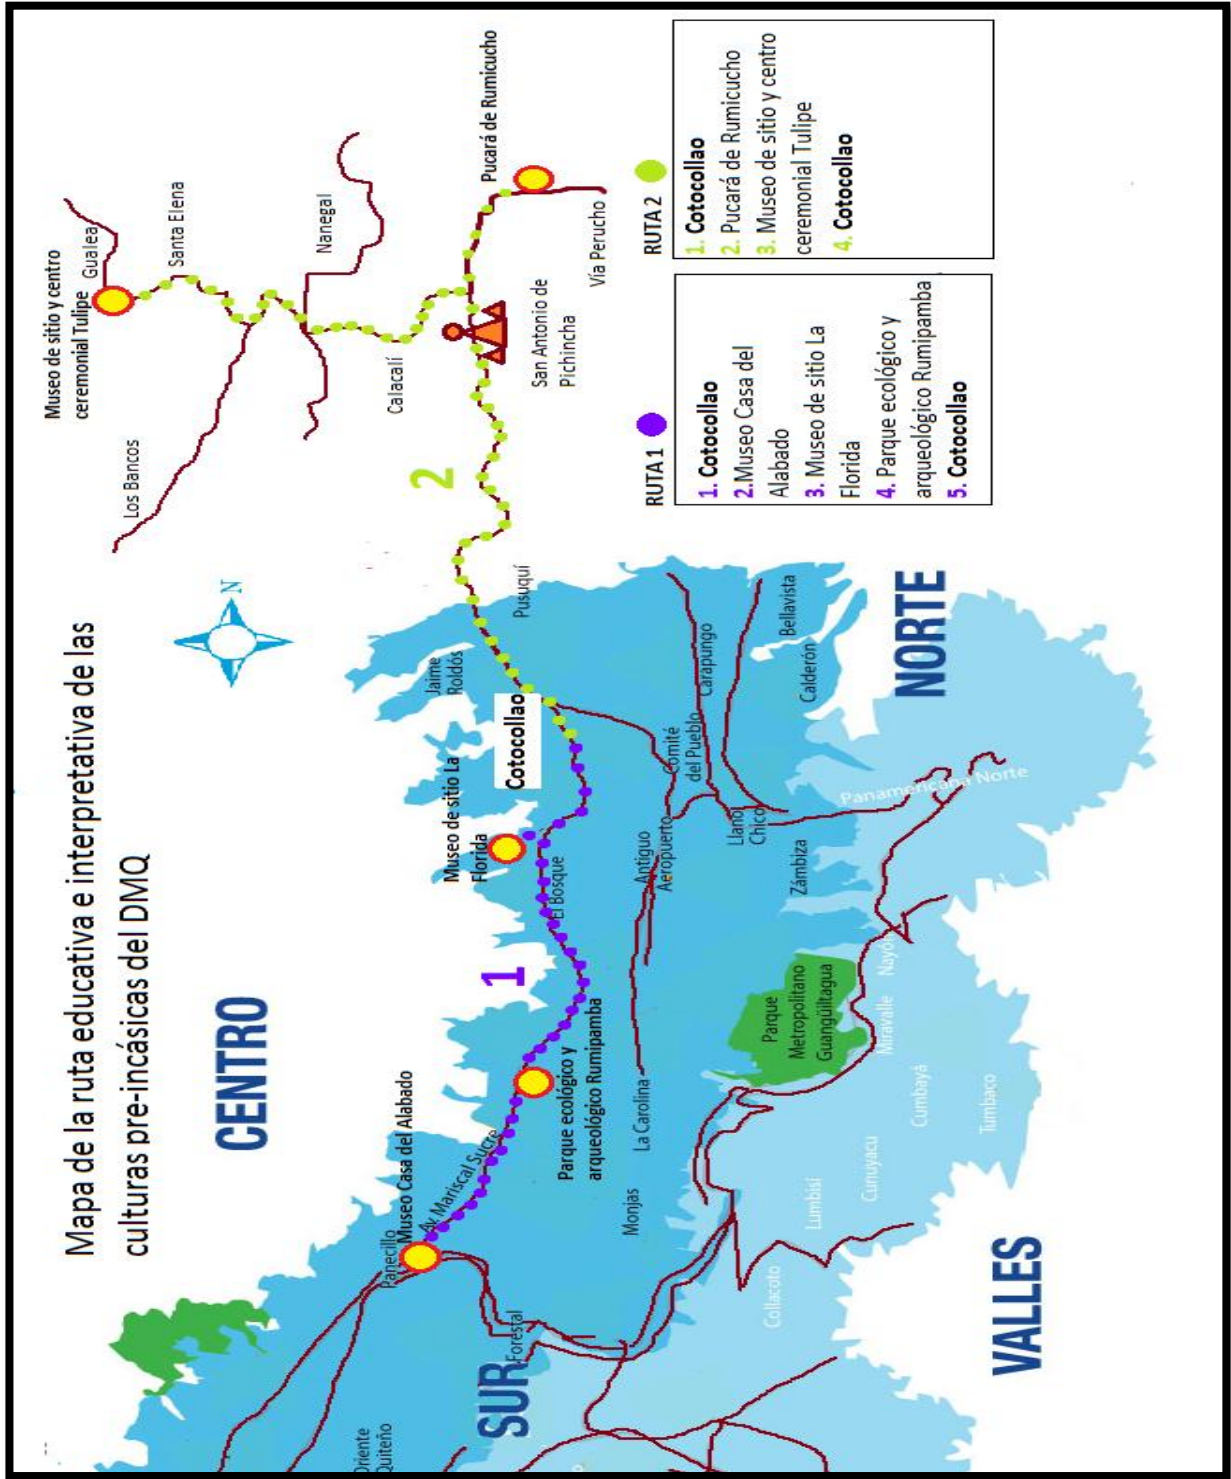 Mapa de la ruta educativa e interpretativa de las
culturas pre-incásicas del DMQ
N
Museo de sitio y centro
ceremonial Tulipe
Gualea
Santa Elena
Los Bancos
Nanegal
Calacalí
Pucará de Rumicucho
San Antonio de
Pichincha
Vía Perucho
2
CENTRO
Jaime
Roldós
Pusuquí
Cotocollao
Museo de sitio La
Florida
El Bosque
1
Museo Casa del Alabado
Av. Mariscal Sucre
Panecillo
Parque ecológico y
arqueológico Rumipamba
Antiguo
Aeropuerto
Comité
del Pueblo
Carapungo
Bellavista
Calderón
Llano
Chico
Zámbiza
NORTE
Panamericana Norte
La Carolina
Monjas
Parque
Metropolitano
Guangüiltagua
Nayón
Miravalle
Cumbayá
Tumbaco
Cunuyacu
Lumbisí
Collacoto
VALLES
Forestal
SUR
Oriente
Quiteño
RUTA 1
1. Cotocollao
2.Museo Casa del
Alabado
3. Museo de sitio La
Florida
4. Parque ecológico y
arqueológico Rumipamba
5. Cotocollao
RUTA 2
1. Cotocollao
2. Pucará de Rumicucho
3. Museo de sitio y centro
ceremonial Tulipe
4. Cotocollao